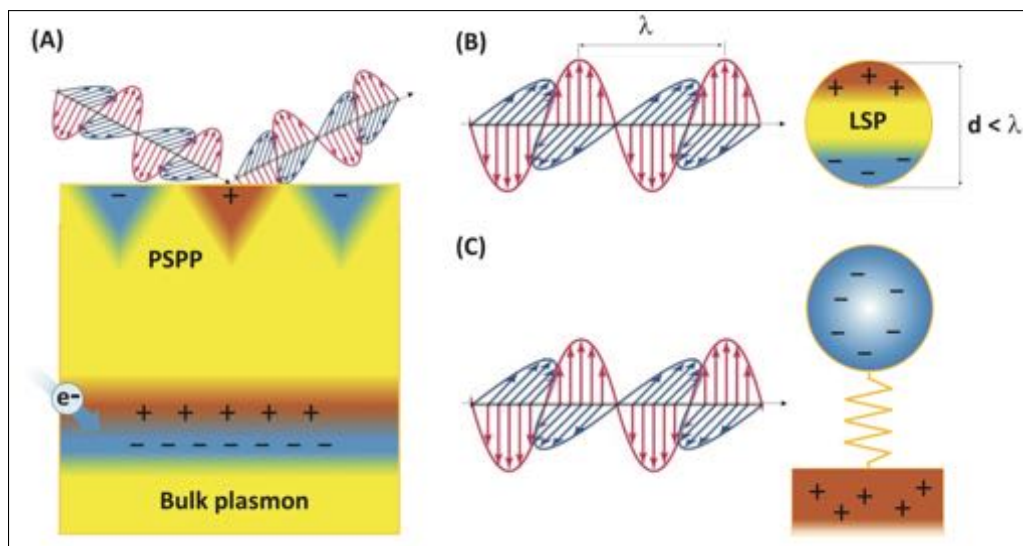 (A)
- + -
PSPP
e-
+ + + + +
- - - - - - -
Bulk plasmon
(B)
λ
+ + +
LSP
- - -
d < λ
(C)
- - - - - -
+ + + + +